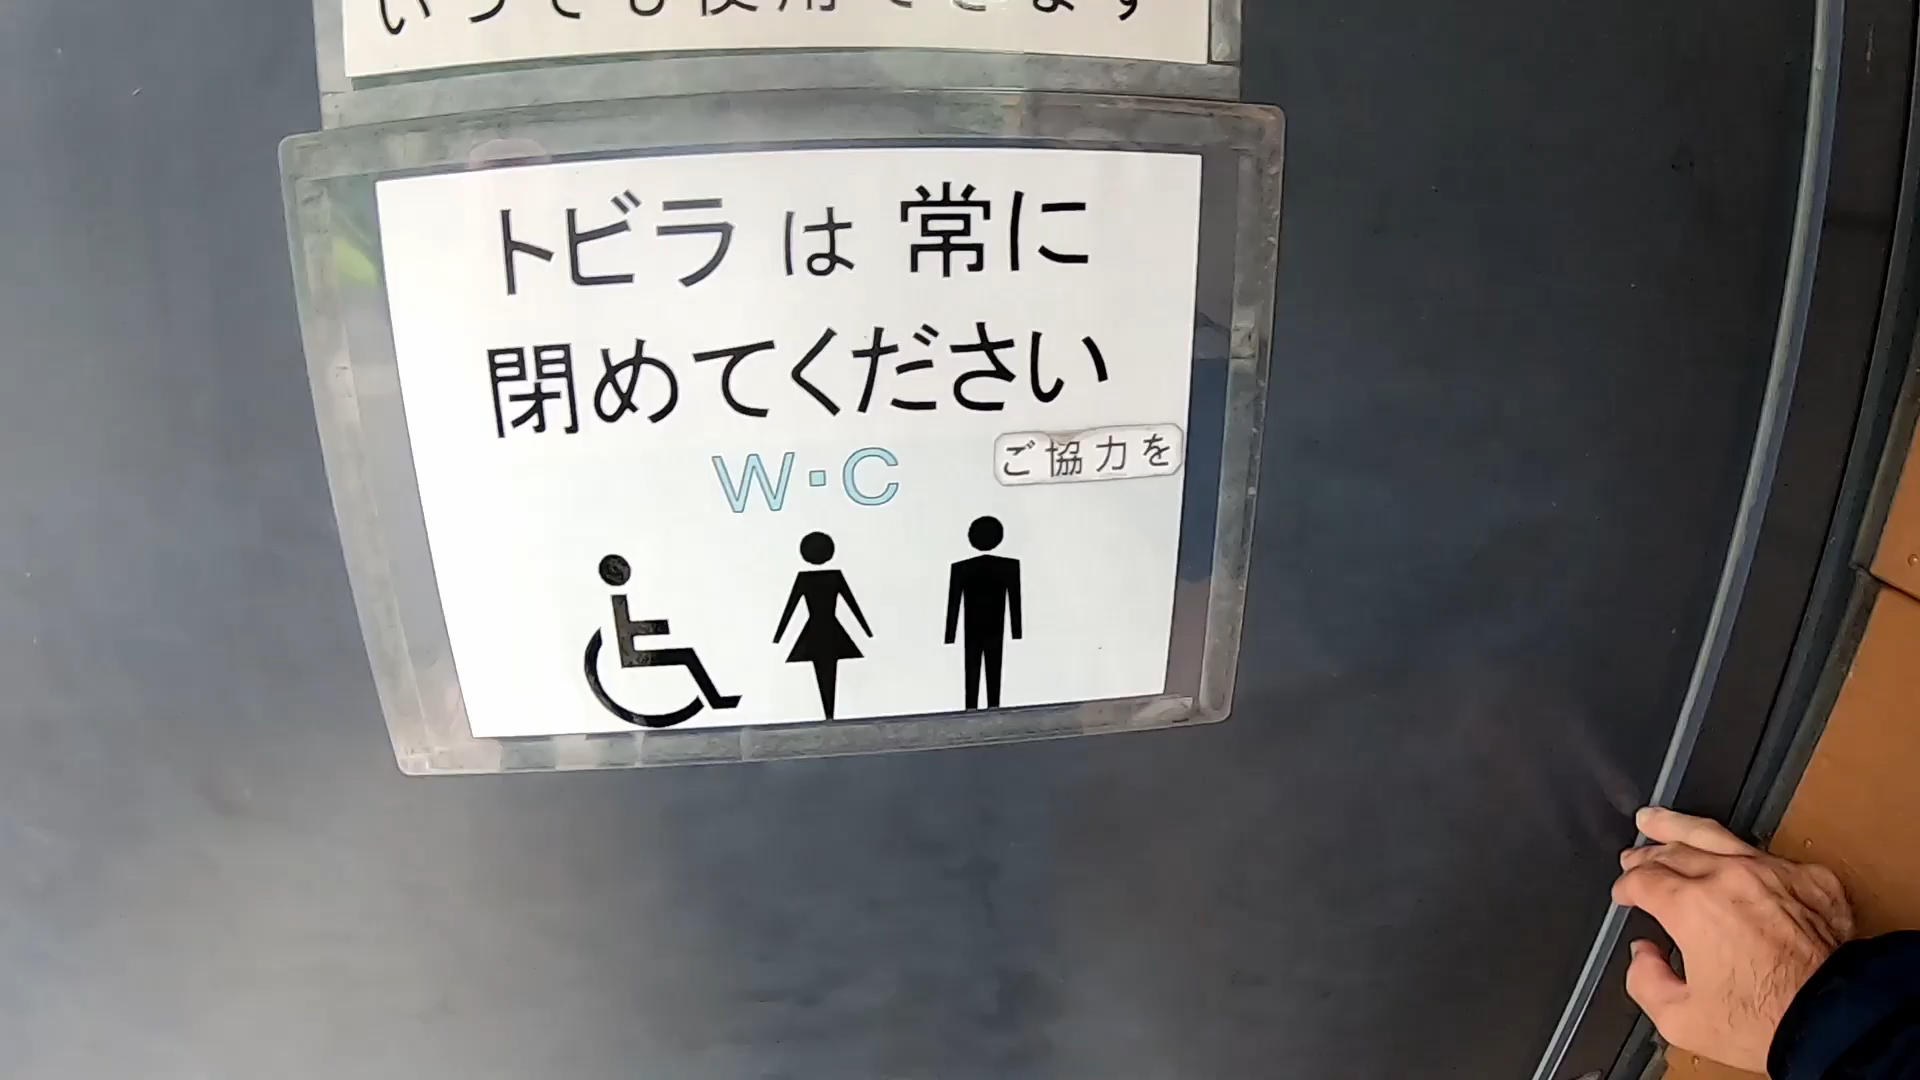 いつでも使用できます
トビラは常に
閉めてください
W・C
ご協力を